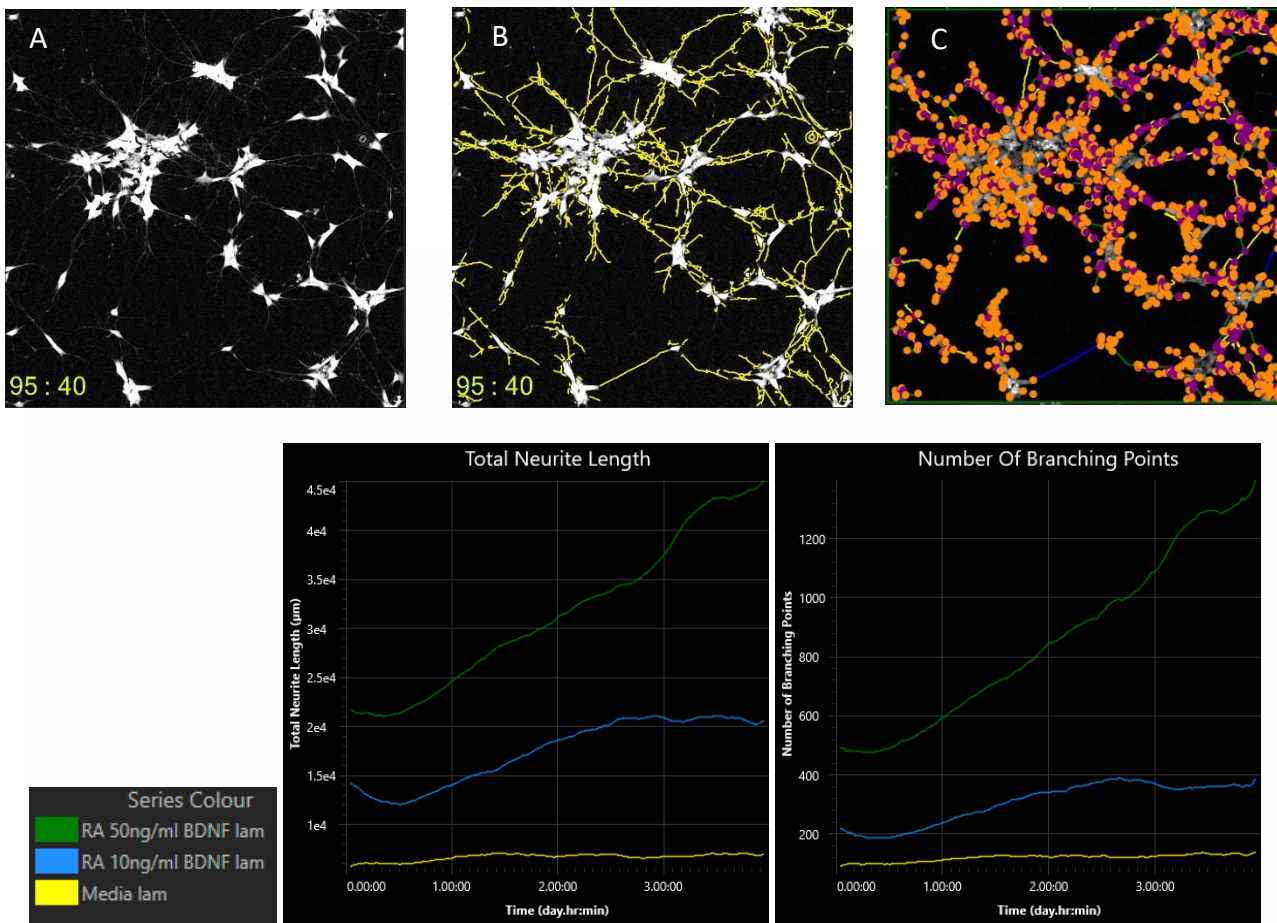 A
B
C
95:40
95:40
Total Neurite Length
4.5e4
4e4
3.5e4
3e4
2.5e4
2e4
1.5e4
1e4
Total Neurite Length (µm)
0.00:00
1.00:00
2.00:00
3.00:00
Time (day.hr:min)
Number Of Branching Points
1200
1000
800
600
400
200
Number of Branching Points
0.00:00
1.00:00
2.00:00
3.00:00
Time (day.hr:min)
Series Colour
RA 50ng/ml BDNF lam
RA 10ng/ml BDNF lam
Media lam